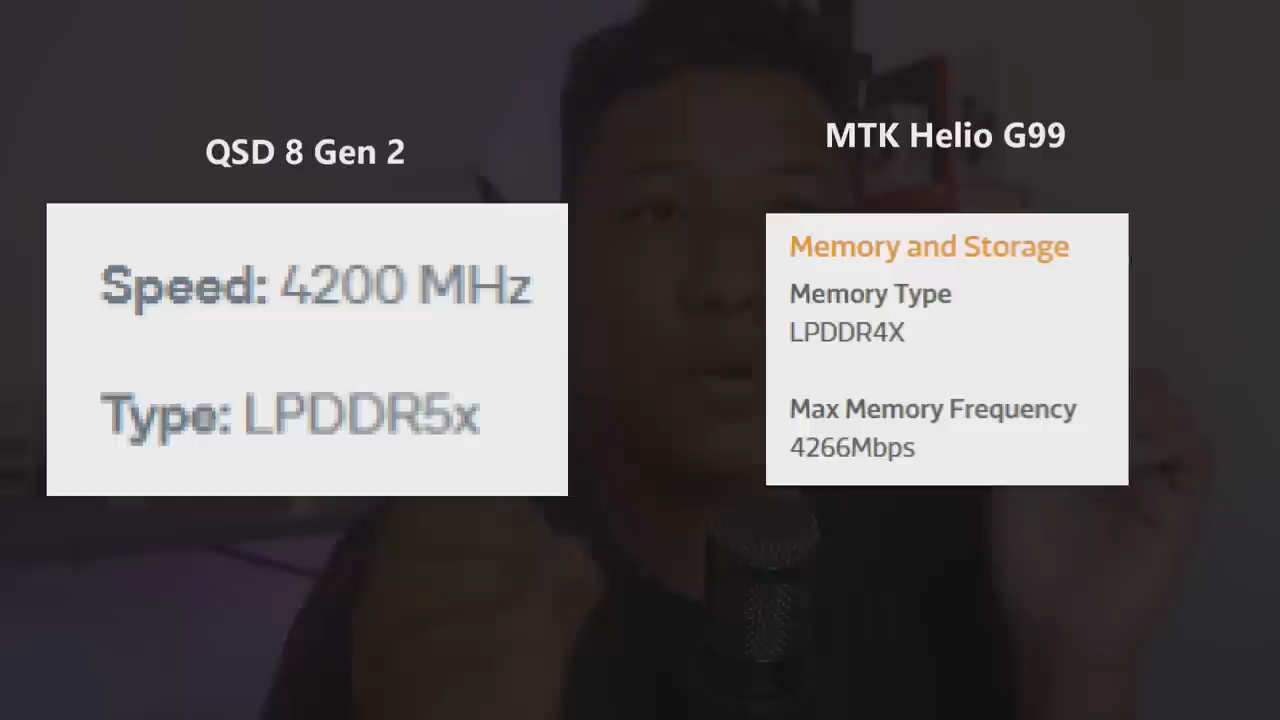 QSD 8 Gen 2
Speed: 4200 MHz
Type: LPDDR5x
MTK Helio G99
Memory and Storage
Memory Type
LPDDR4X
Max Memory Frequency
4266Mbps